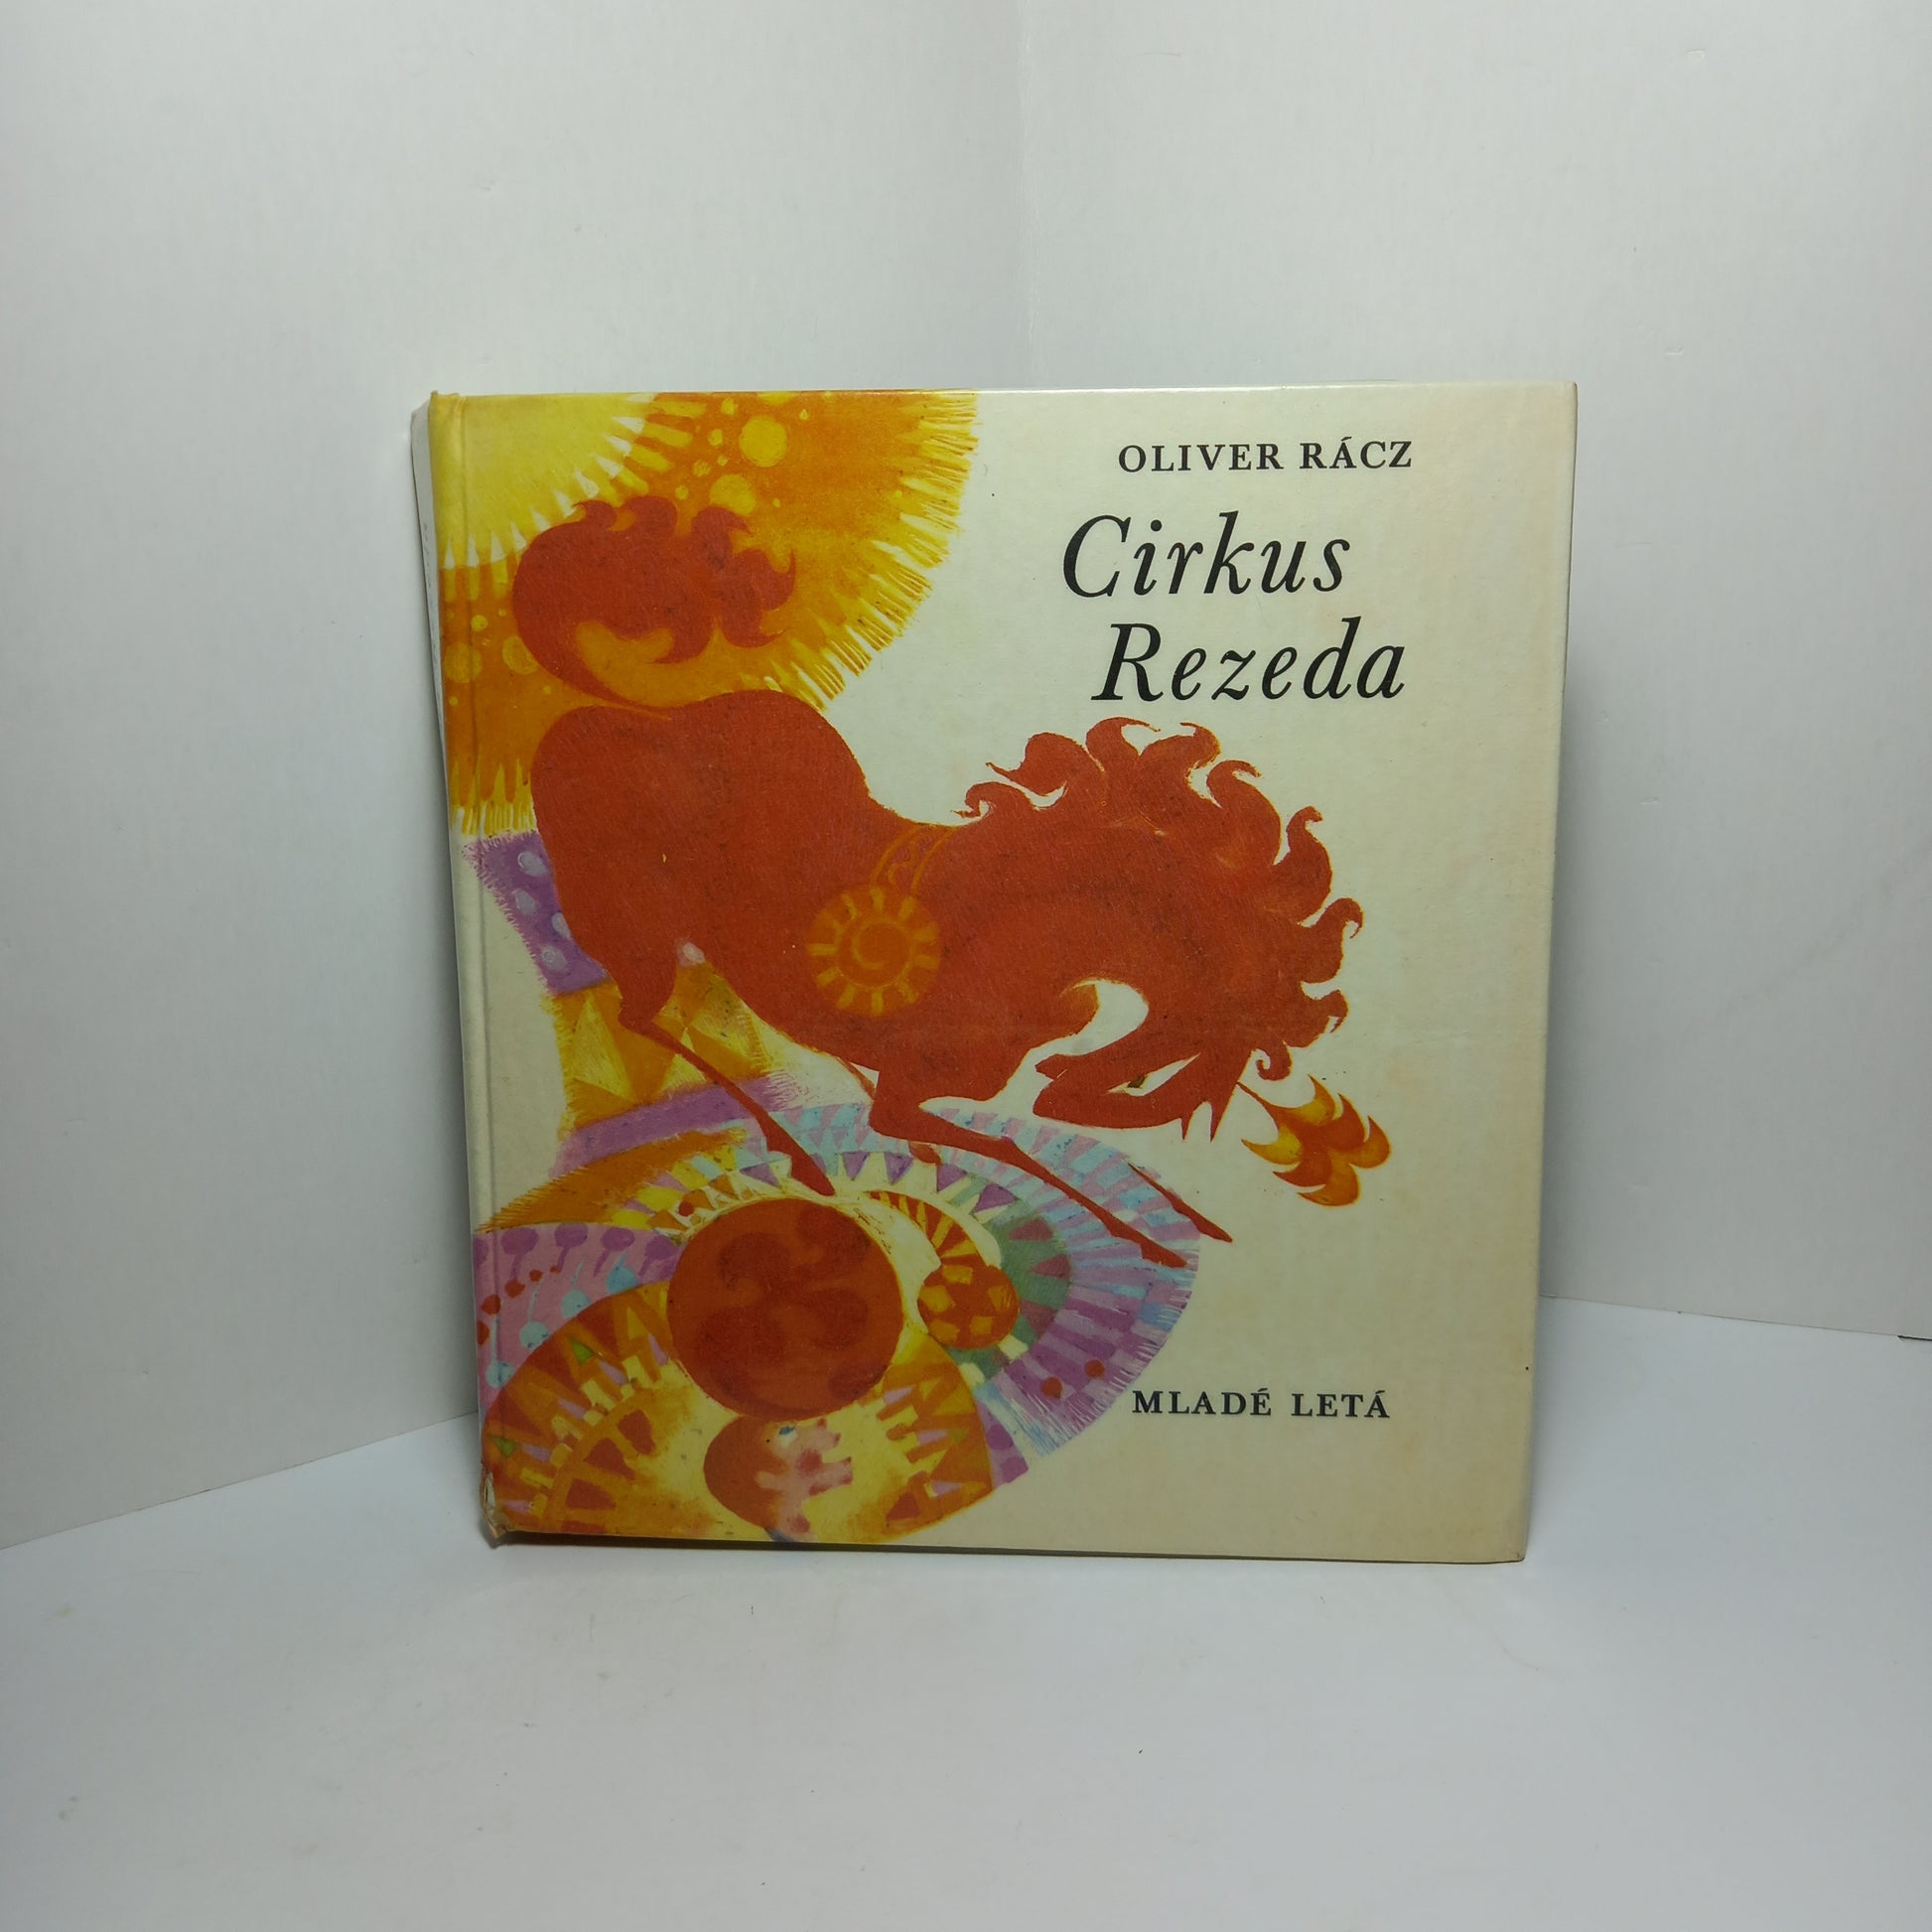 OLIVER RÁCZ
Cirkus
Rezeda
MLADÉ LETÁ